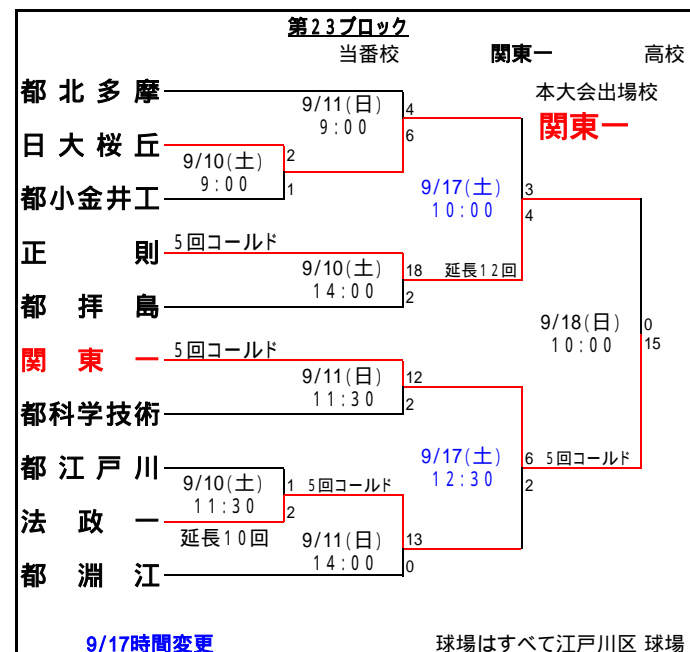 第23ブロック
当番校 関東一 高校
都北多摩
9/11(日) 4
本大会出場校
9:00
関東一
日大桜丘
6
9/10(土) 2
9:00
都小金井工
1
9/17(土) 3
10:00 4
正則
5回コールド
9/10(土) 18 延長12回
14:00 2
都拝島
9/18(日) 0
10:00 15
関東一
5回コールド
9/11(日) 12
11:30 2
都科学技術
9/17(土) 6 5回コールド
12:30 2
都江戸川
9/10(土) 1 5回コールド
11:30 2
法政一
延長10回
9/11(日) 13
14:00 0
都淵江
9/17時間変更
球場はすべて江戸川区 球場